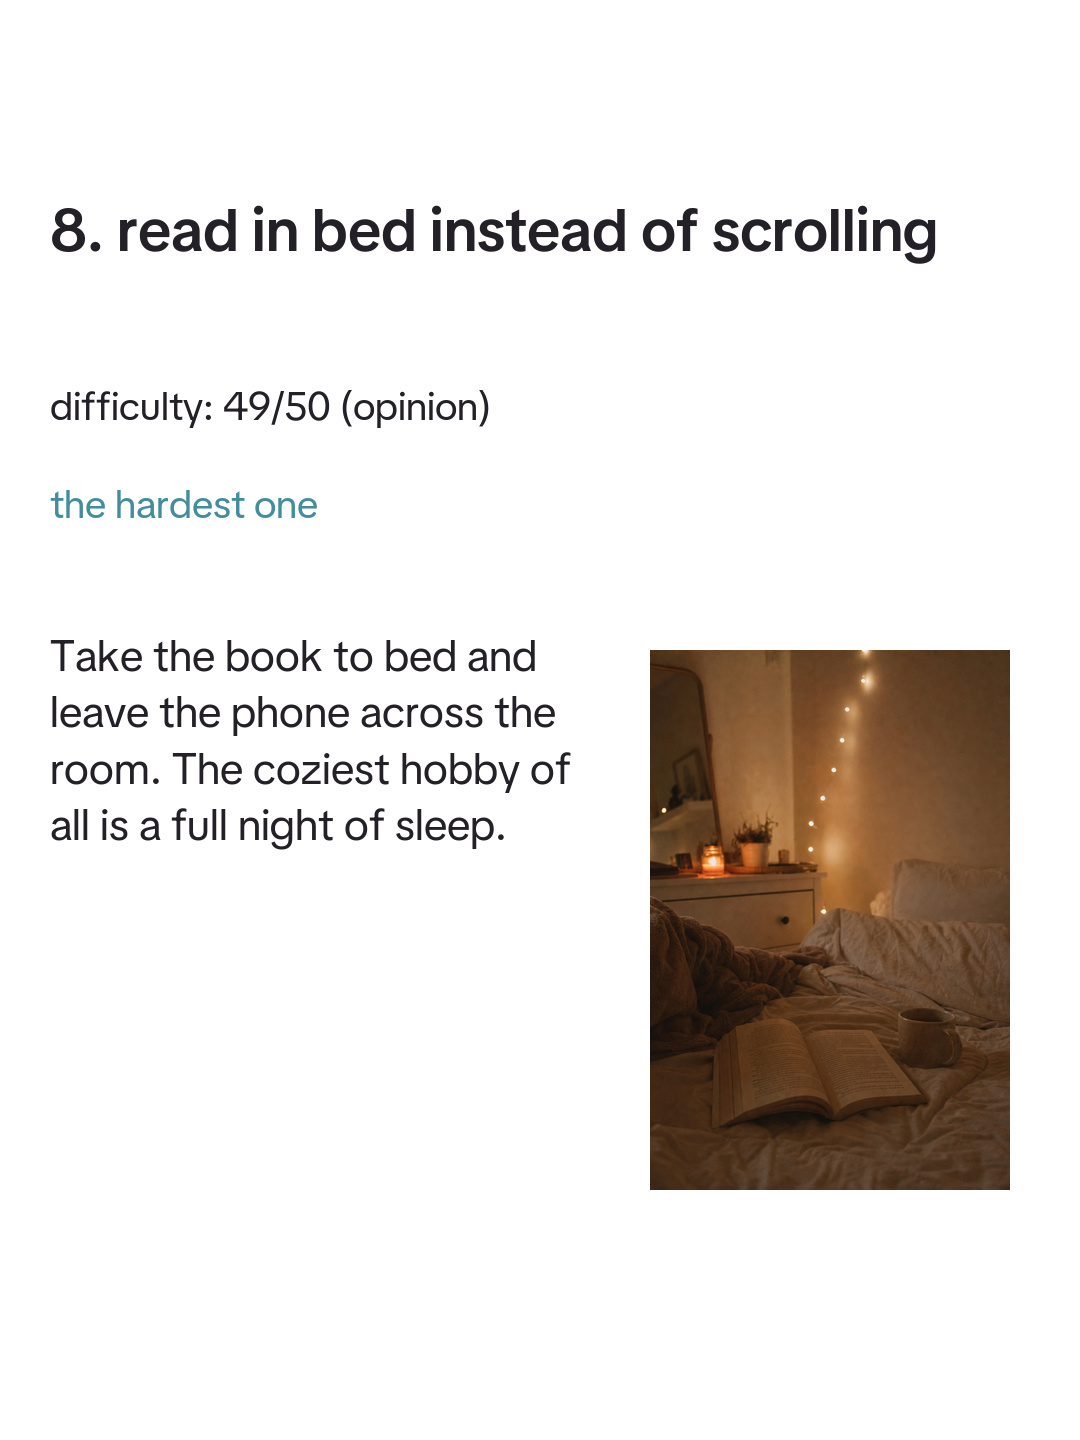 8. read in bed instead of scrolling
difficulty: 49/50 (opinion)
the hardest one
Take the book to bed and
leave the phone across the
room. The coziest hobby of
all is a full night of sleep.